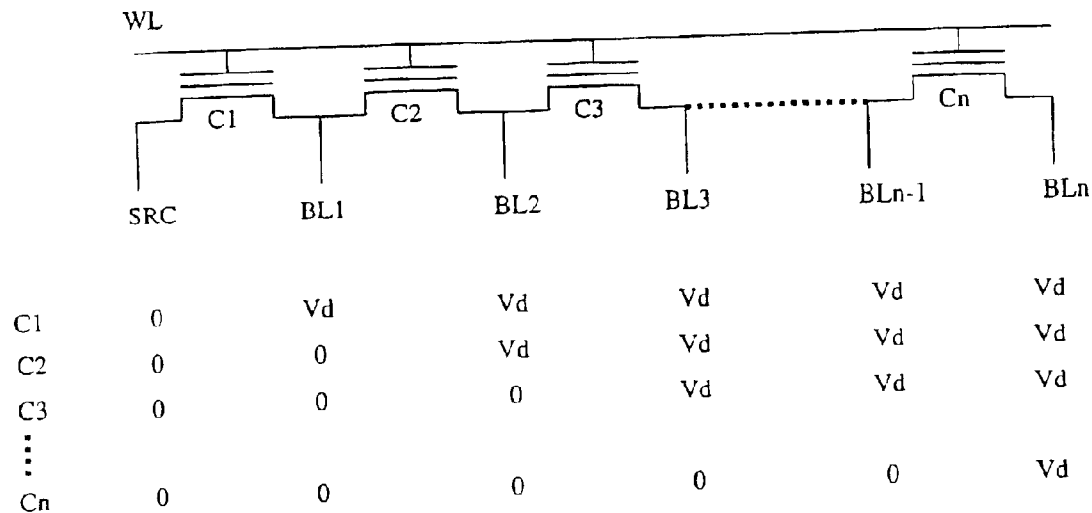 WL
C1 C2 C3 Cn
SRC BL1 BL2 BL3 BLn-1 BLn
C1 0 Vd Vd Vd Vd Vd
C2 0 0 Vd Vd Vd Vd
C3 0 0 0 Vd Vd Vd
Cn 0 0 0 0 0 Vd